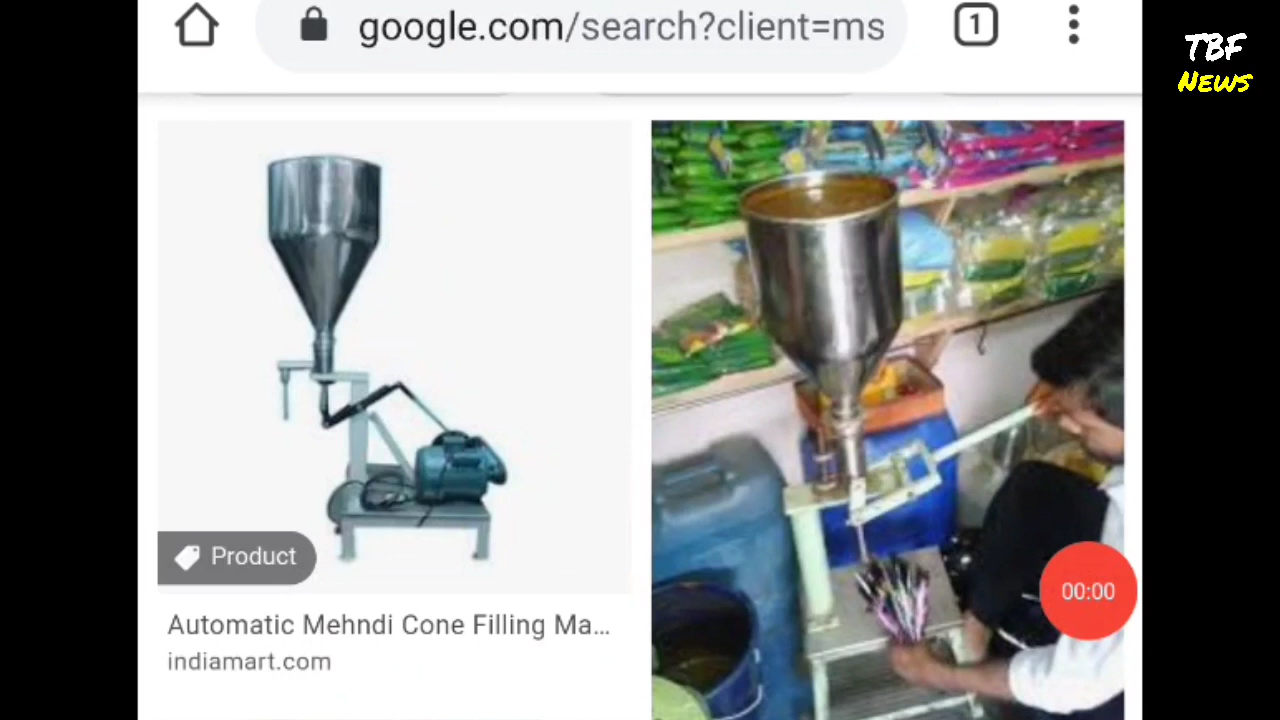 google.com/search?client=ms
1
TBF
News
Product
00:00
Automatic Mehndi Cone Filling Ma...
indiamart.com